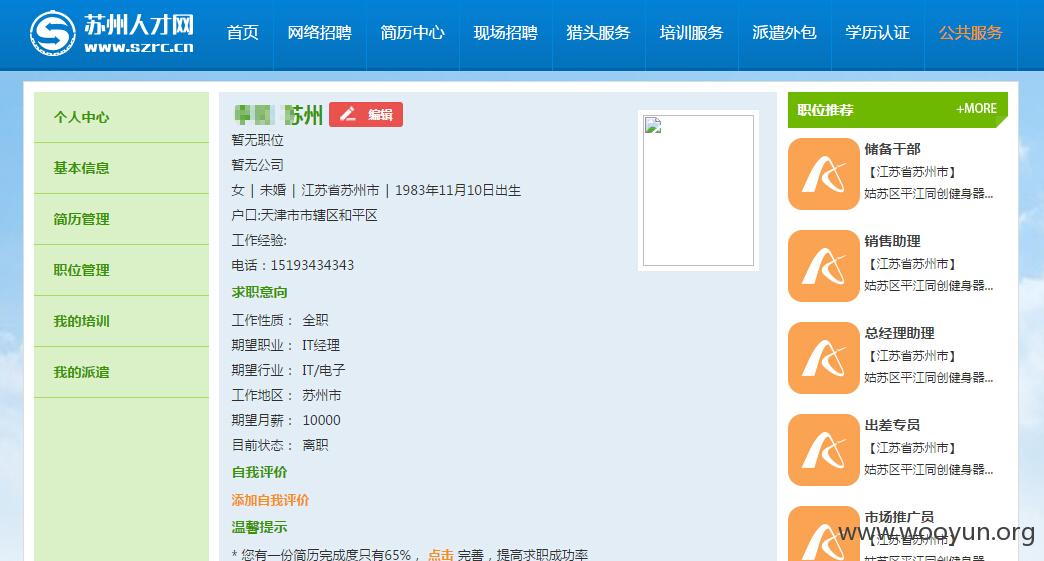 苏州人才网
www.szrc.cn
首页 网络招聘 简历中心 现场招聘 猎头服务 培训服务 派遣外包 学历认证 公共服务
个人中心
基本信息
简历管理
职位管理
我的培训
我的派遣
苏州 编辑
暂无职位
暂无公司
女 | 未婚 | 江苏省苏州市 | 1983年11月10日出生
户口:天津市市辖区和平区
工作经验:
电话：15193434343
求职意向
工作性质： 全职
期望职业： IT经理
期望行业： IT/电子
工作地区： 苏州市
期望月薪： 10000
目前状态： 离职
自我评价
添加自我评价
温馨提示
* 您有一份简历完成度只有65%， 点击 完善，提高求职成功率
职位推荐 +MORE
储备干部
【江苏省苏州市】
姑苏区平江同创健身器...
销售助理
【江苏省苏州市】
姑苏区平江同创健身器...
总经理助理
【江苏省苏州市】
姑苏区平江同创健身器...
出差专员
【江苏省苏州市】
姑苏区平江同创健身器...
市场推广员
【江苏省苏州市】
姑苏区平江同创健身器...
www.wooyun.org